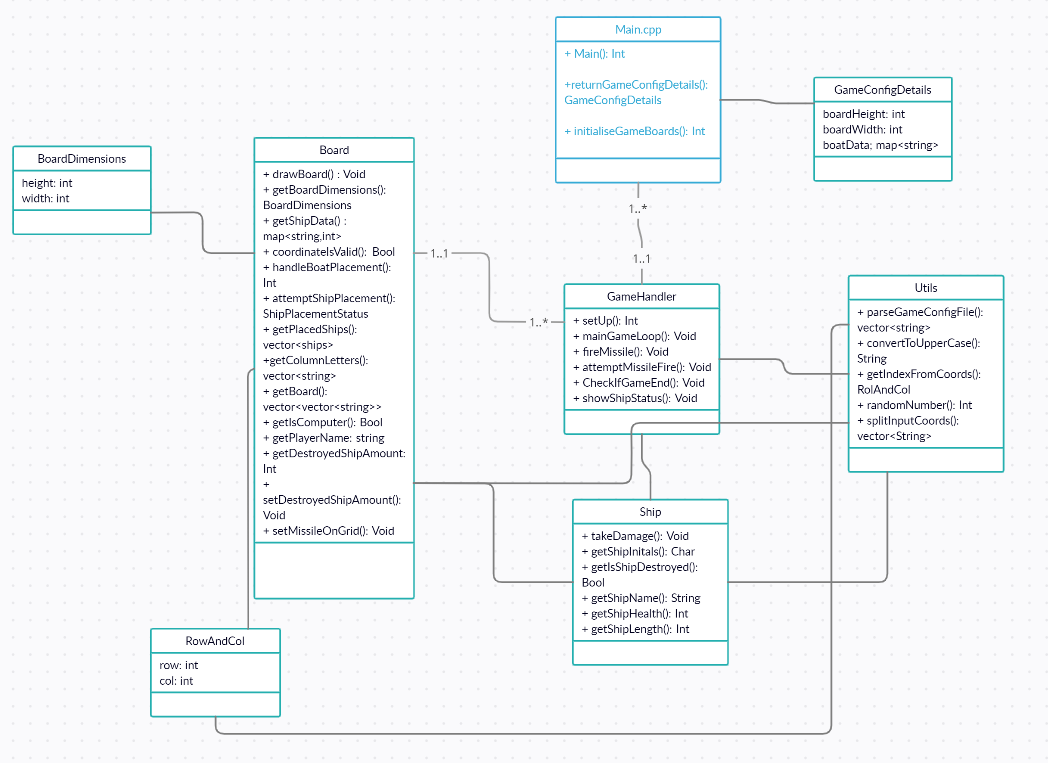 Main.cpp
+ Main(): Int
+returnGameConfigDetails():
GameConfigDetails
+ initialiseGameBoards(): Int
GameConfigDetails
boardHeight: int
boardWidth: int
boatData; map<string>
BoardDimensions
height: int
width: int
Board
+ drawBoard() : Void
+ getBoardDimensions():
BoardDimensions
+ getShipData() :
map<string,int>
+ coordinateIsValid(): Bool
+ handleBoatPlacement():
Int
+ attemptShipPlacement():
ShipPlacementStatus
+ getPlacedShips():
vector<ships>
+getColumnLetters():
vector<string>
+ getBoard():
vector<vector<string>>
+ getIsComputer(): Bool
+ getPlayerName: string
+ getDestroyedShipAmount:
Int
+
setDestroyedShipAmount():
Void
+ setMissileOnGrid(): Void
1..1
1..*
1..*
1..1
GameHandler
+ setUp(): Int
+ mainGameLoop(): Void
+ fireMissile(): Void
+ attemptMissileFire(): Void
+ CheckIfGameEnd(): Void
+ showShipStatus(): Void
Utils
+ parseGameConfigFile():
vector<string>
+ convertToUpperCase():
String
+ getIndexFromCoords():
RolAndCol
+ randomNumber(): Int
+ splitInputCoords():
vector<String>
Ship
+ takeDamage(): Void
+ getShipInitals(): Char
+ getIsShipDestroyed():
Bool
+ getShipName(): String
+ getShipHealth(): Int
+ getShipLength(): Int
RowAndCol
row: int
col: int